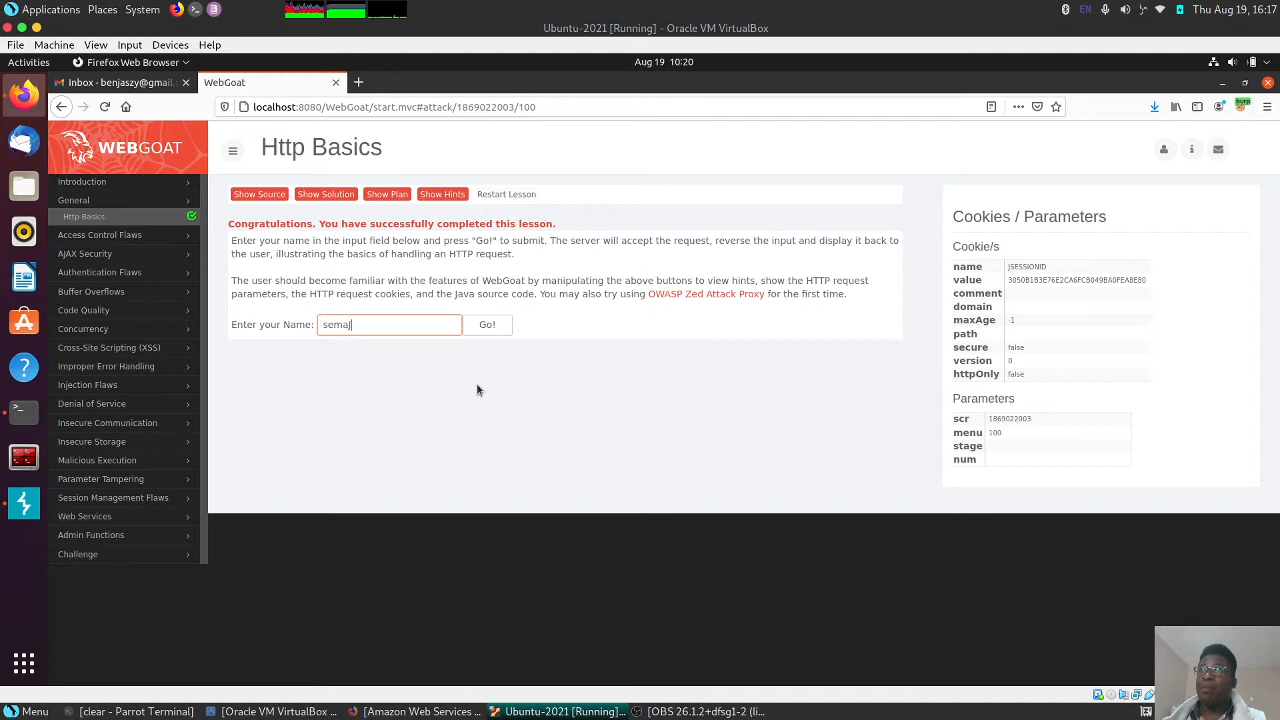 Applications Places System EN Thu Aug 19, 16:17
Ubuntu-2021 [Running] - Oracle VM VirtualBox
File Machine View Input Devices Help
Activities Firefox Web Browser Aug 19 10:20
Inbox - benjaszy@gmail. WebGoat
localhost:8080/WebGoat/start.mvc#attack/1869022003/100
WEBGOAT
Http Basics
Introduction
General
Http Basics
Access Control Flaws
AJAX Security
Authentication Flaws
Buffer Overflows
Code Quality
Concurrency
Cross-Site Scripting (XSS)
Improper Error Handling
Injection Flaws
Denial of Service
Insecure Communication
Insecure Storage
Malicious Execution
Parameter Tampering
Session Management Flaws
Web Services
Admin Functions
Challenge
Show Source Show Solution Show Plan Show Hints Restart Lesson
Congratulations. You have successfully completed this lesson.
Enter your name in the input field below and press "Go!" to submit. The server will accept the request, reverse the input and display it back to
the user, illustrating the basics of handling an HTTP request.
The user should become familiar with the features of WebGoat by manipulating the above buttons to view hints, show the HTTP request
parameters, the HTTP request cookies, and the Java source code. You may also try using OWASP Zed Attack Proxy for the first time.
Enter your Name: semaj Go!
Cookies / Parameters
Cookie/s
name JSESSIONID
value 3050B1B3E76E2CA6FCB049BA0FEA8E80
comment
domain
maxAge -1
path
secure false
version 0
httpOnly false
Parameters
scr 1869022003
menu 100
stage
num
Menu [clear - Parrot Terminal] [Oracle VM VirtualBox ... [Amazon Web Services ... Ubuntu-2021 [Running]... [OBS 26.1.2+dfsg1-2 (li...